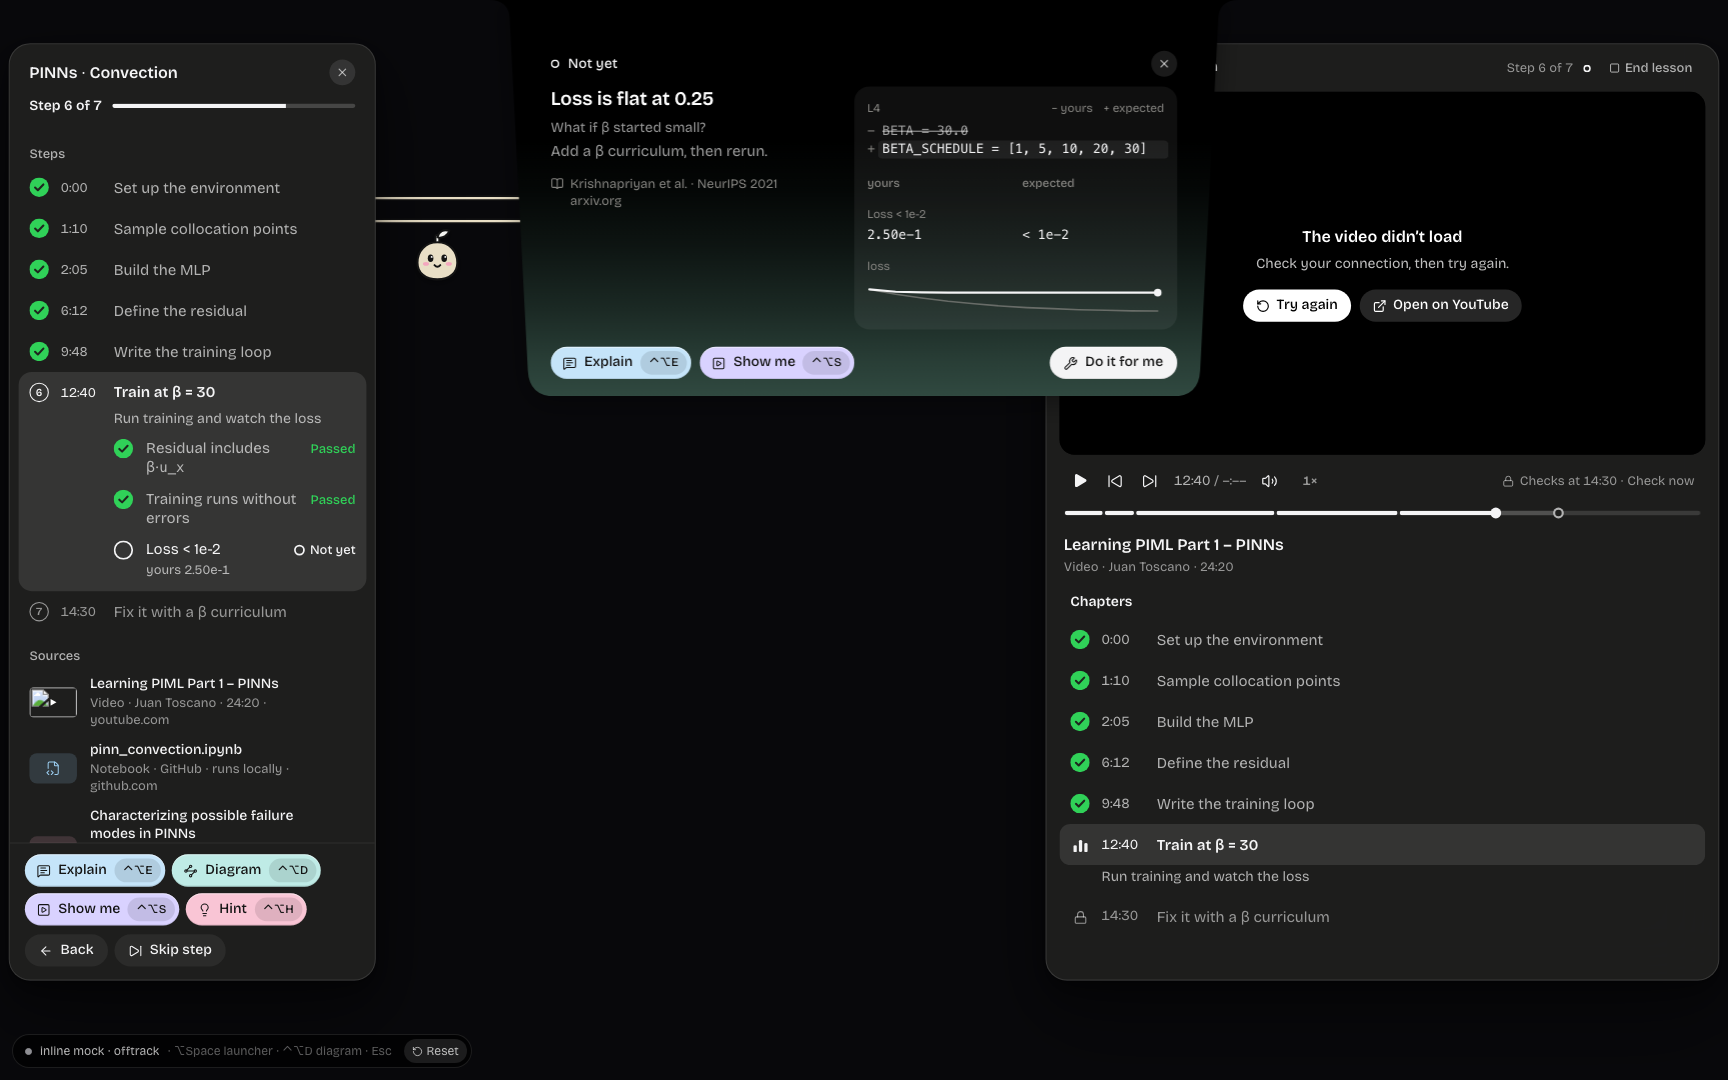 PINNs · Convection
Step 6 of 7
Steps
0:00 Set up the environment
1:10 Sample collocation points
2:05 Build the MLP
6:12 Define the residual
9:48 Write the training loop
6 12:40 Train at β = 30
Run training and watch the loss
Residual includes Passed
β·u_x
Training runs without Passed
errors
Loss < 1e-2 Not yet
yours 2.50e-1
7 14:30 Fix it with a β curriculum
Sources
Learning PIML Part 1 – PINNs
Video · Juan Toscano · 24:20 ·
youtube.com
pinn_convection.ipynb
Notebook · GitHub · runs locally ·
github.com
Characterizing possible failure
modes in PINNs
Explain ^⌥E
Diagram ^⌥D
Show me ^⌥S
Hint ^⌥H
Back
Skip step
Not yet
Loss is flat at 0.25
What if β started small?
Add a β curriculum, then rerun.
Krishnapriyan et al. · NeurIPS 2021
arxiv.org
L4 − yours + expected
− BETA = 30.0
+ BETA_SCHEDULE = [1, 5, 10, 20, 30]
yours expected
Loss < 1e-2
2.50e−1 < 1e−2
loss
Explain ^⌥E
Show me ^⌥S
Do it for me
Step 6 of 7
End lesson
The video didn’t load
Check your connection, then try again.
Try again
Open on YouTube
12:40 / –:––
1×
Checks at 14:30 · Check now
Learning PIML Part 1 – PINNs
Video · Juan Toscano · 24:20
Chapters
0:00 Set up the environment
1:10 Sample collocation points
2:05 Build the MLP
6:12 Define the residual
9:48 Write the training loop
12:40 Train at β = 30
Run training and watch the loss
14:30 Fix it with a β curriculum
inline mock · offtrack · ⌥Space launcher · ^⌥D diagram · Esc
Reset